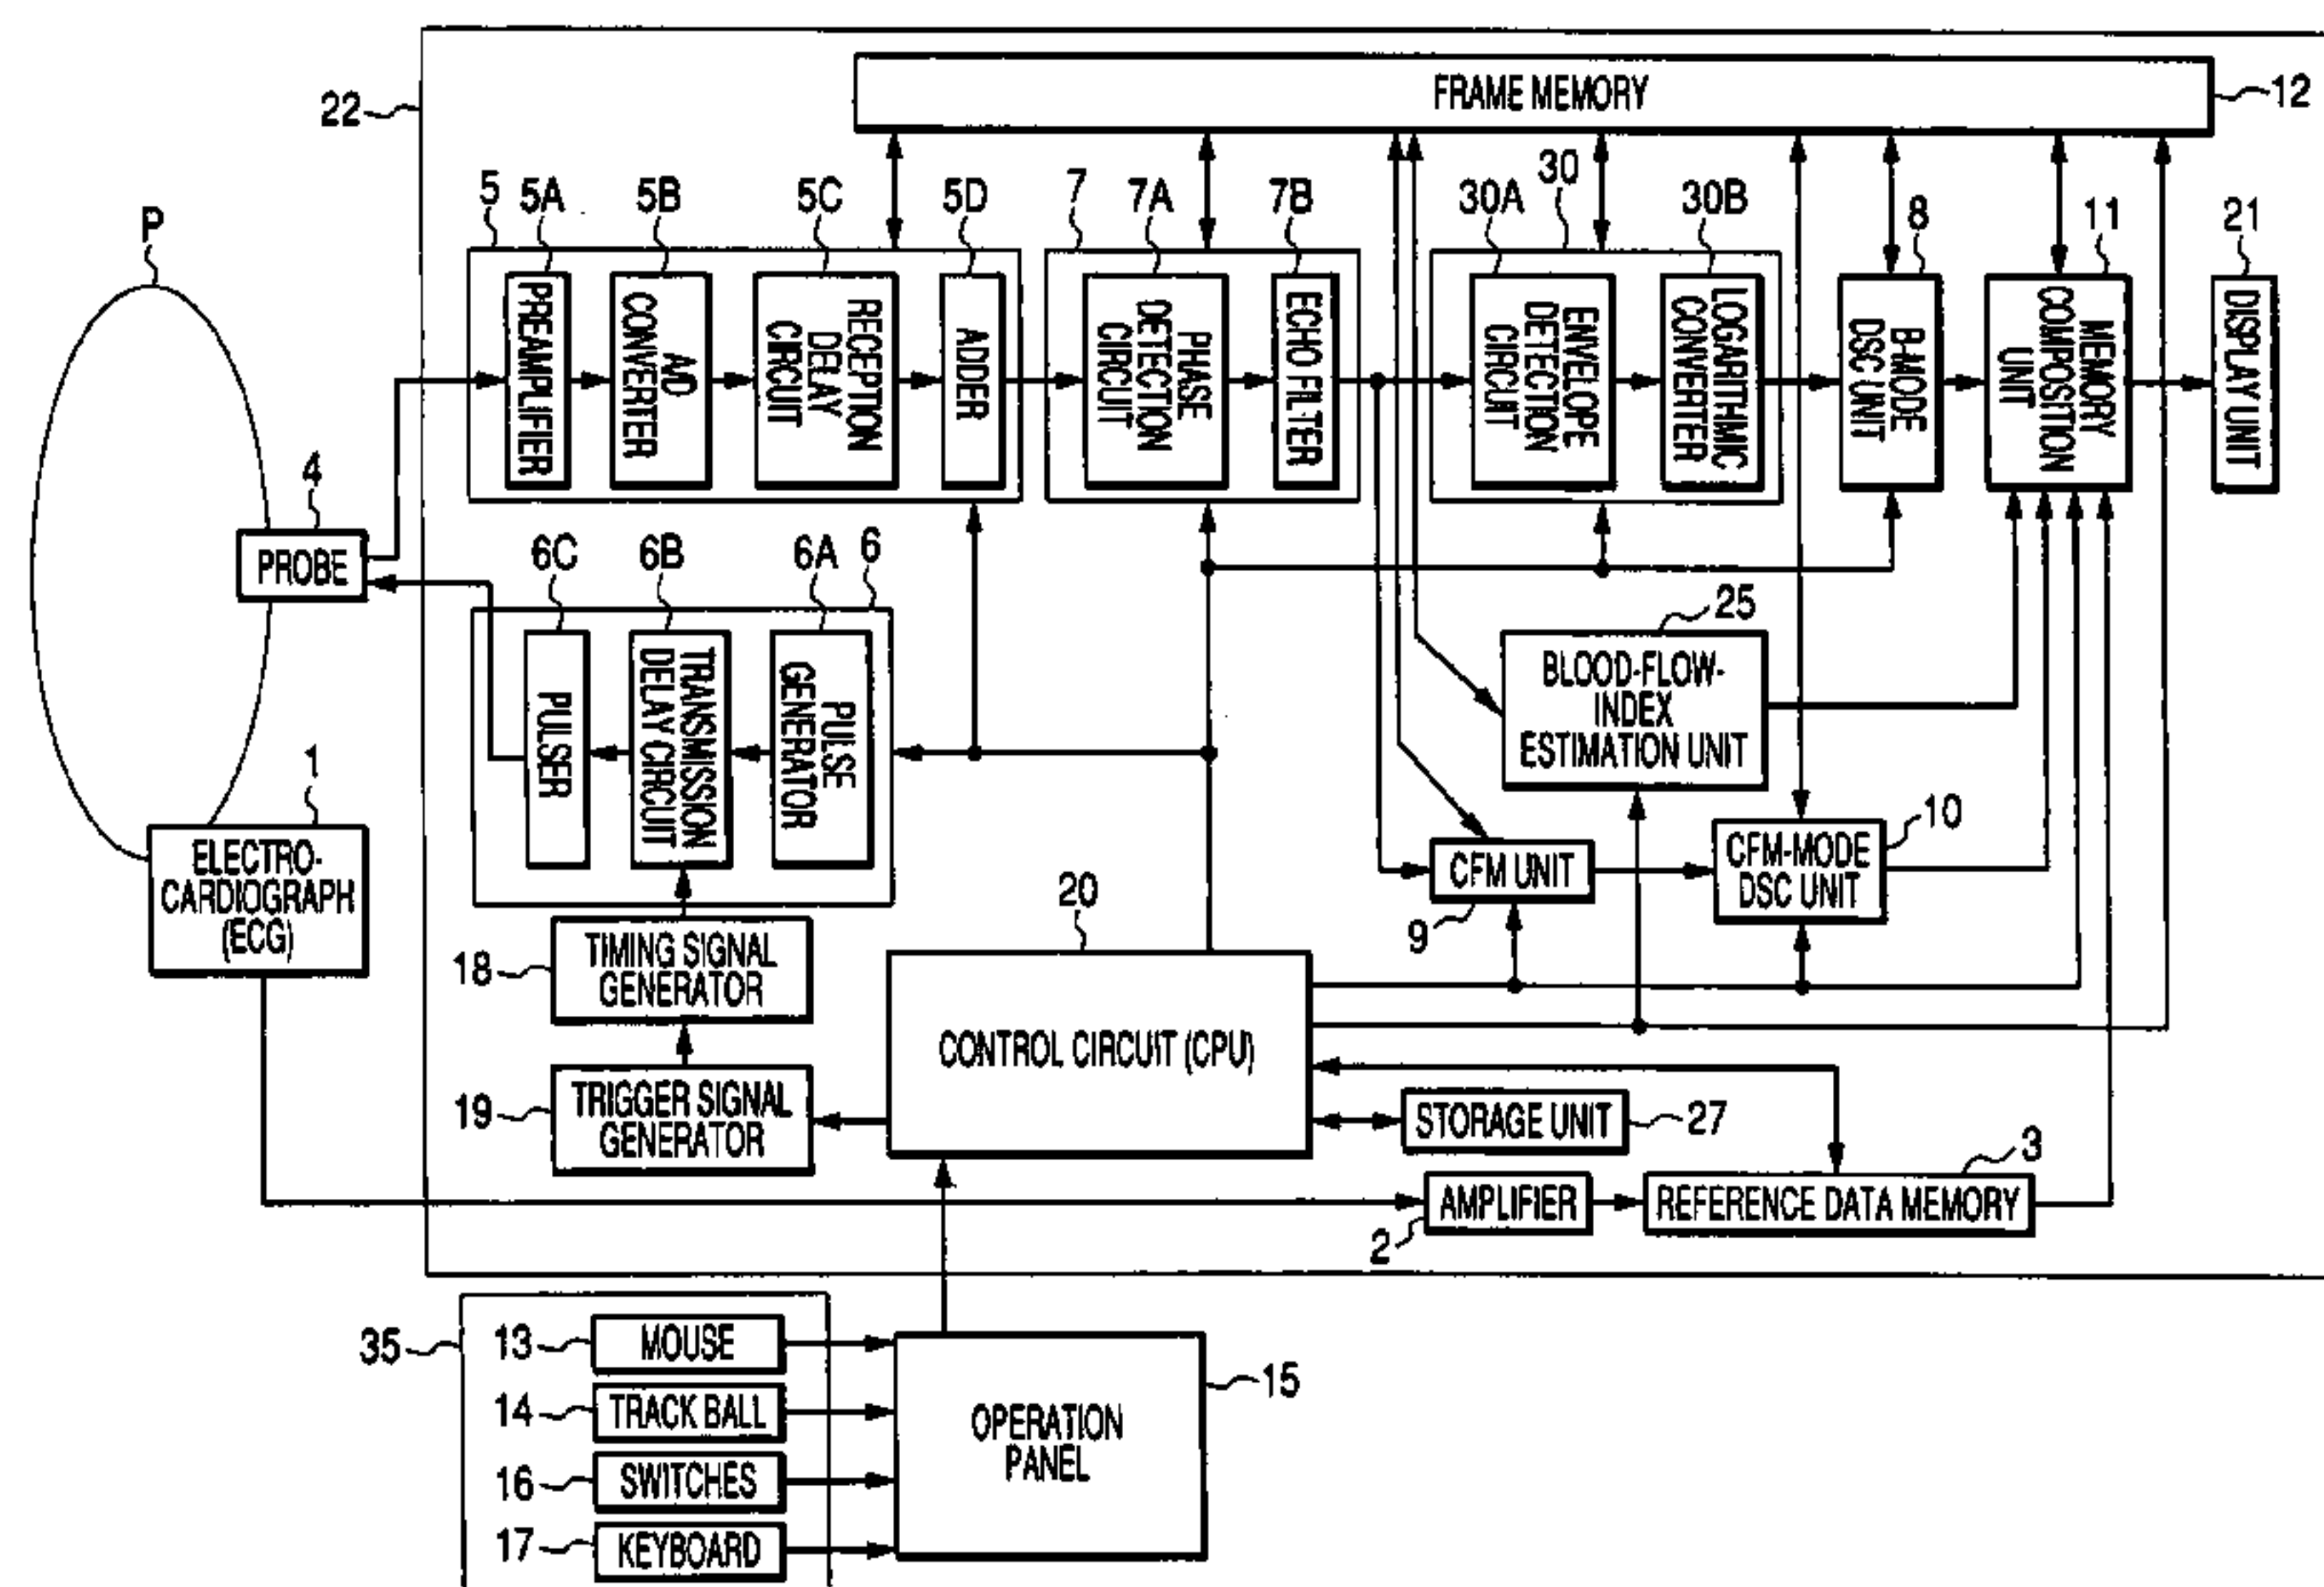 FRAME MEMORY
12
22
P
5
5A
5B
5C
5D
7
7A
7B
30A
30
30B
8
11
21
PREAMPLIFIER
A/D
CONVERTER
RECEPTION
DELAY
CIRCUIT
ADDER
PHASE
DETECTION
CIRCUIT
ECHO FILTER
ENVELOPE
DETECTION
CIRCUIT
LOGARITHMIC
CONVERTER
B-MODE
DSC UNIT
MEMORY
COMPOSITION
UNIT
DISPLAY UNIT
4
PROBE
6C
6B
6A
6
PULSER
TRANSMISSION
DELAY CIRCUIT
PULSE
GENERATOR
25
BLOOD-FLOW-
INDEX
ESTIMATION UNIT
1
ELECTRO-
CARDIOGRAPH
(ECG)
CFM UNIT
9
CFM-MODE
DSC UNIT
10
18
TIMING SIGNAL
GENERATOR
20
CONTROL CIRCUIT (CPU)
19
TRIGGER SIGNAL
GENERATOR
STORAGE UNIT
27
AMPLIFIER
2
REFERENCE DATA MEMORY
3
35
13
MOUSE
14
TRACK BALL
16
SWITCHES
17
KEYBOARD
OPERATION
PANEL
15